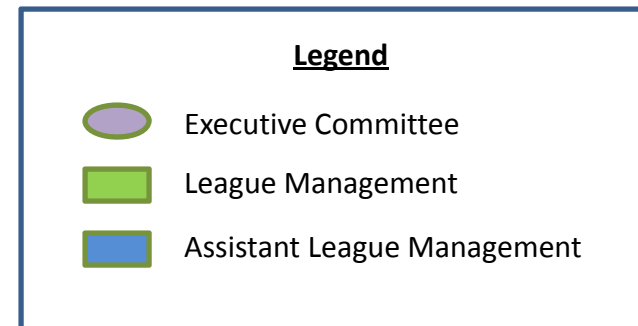 Legend
Executive Committee
League Management
Assistant League Management